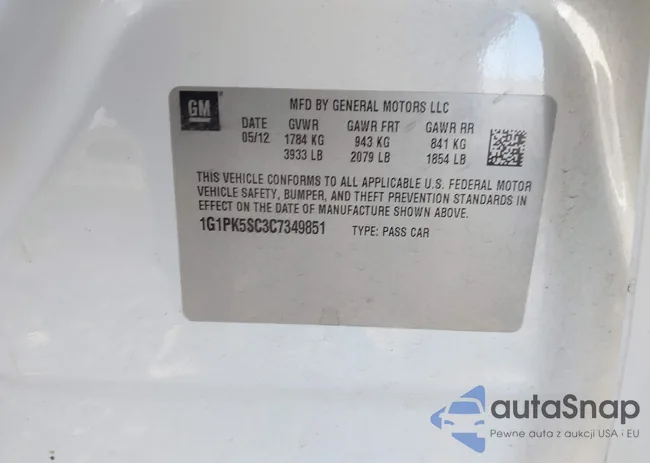 GM
MFD BY GENERAL MOTORS LLC
DATE GVWR GAWR FRT GAWR RR
05/12 1784 KG 943 KG 841 KG
3933 LB 2079 LB 1854 LB
THIS VEHICLE CONFORMS TO ALL APPLICABLE U.S. FEDERAL MOTOR
VEHICLE SAFETY, BUMPER, AND THEFT PREVENTION STANDARDS IN
EFFECT ON THE DATE OF MANUFACTURE SHOWN ABOVE.
1G1PK5SC3C7349851 TYPE: PASS CAR
autaSnap
Pewne auta z aukcji USA i EU